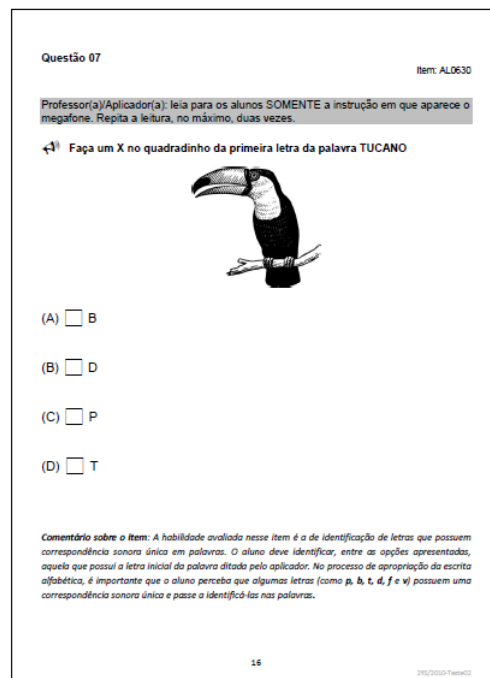 Questão 07
Item: AL0630
Professor(a)/Aplicador(a): leia para os alunos SOMENTE a instrução em que aparece o
megafone. Repita a leitura, no máximo, duas vezes.
Faça um X no quadradinho da primeira letra da palavra TUCANO
(A) B
(B) D
(C) P
(D) T
Comentário sobre o item: A habilidade avaliada nesse item é a de identificação de letras que possuem
correspondência sonora única em palavras. O aluno deve identificar, entre as opções apresentadas,
aquela que possui a letra inicial da palavra ditada pelo aplicador. No processo de apropriação da escrita
alfabética, é importante que o aluno perceba que algumas letras (como p, b, t, d, f e v) possuem uma
correspondência sonora única e passe a identificá-las nas palavras.
16